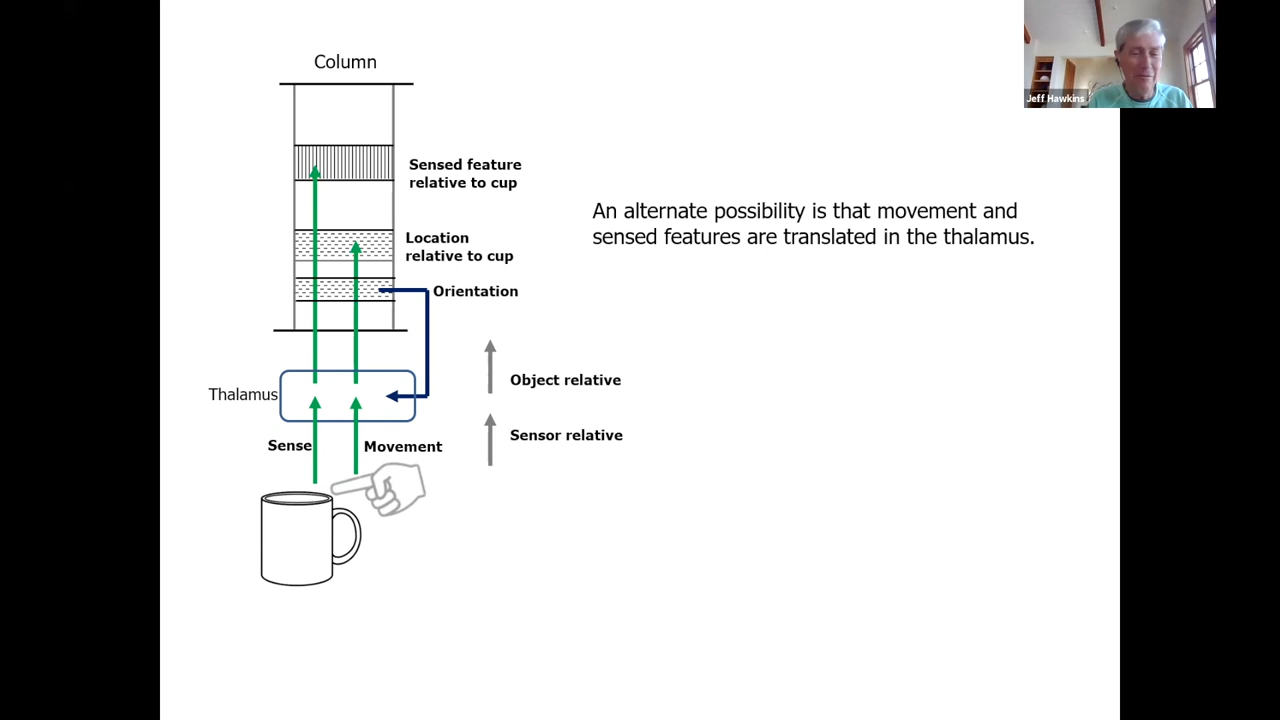 Column
Jeff Hawkins
Sensed feature
relative to cup
An alternate possibility is that movement and
sensed features are translated in the thalamus.
Location
relative to cup
Orientation
Object relative
Thalamus
Sensor relative
Sense
Movement